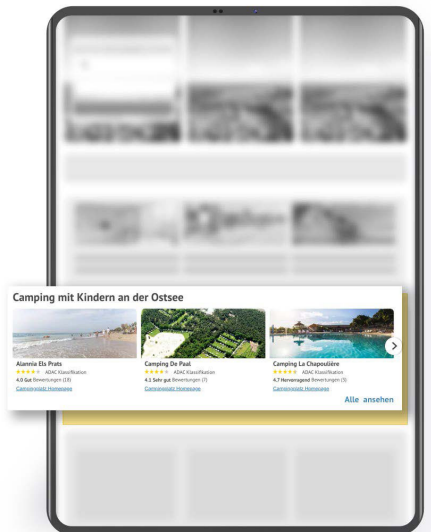 Camping mit Kindern an der Ostsee
Alannia Els Prats
ADAC Klassifikation
4.0 Gut Bewertungen (18)
Campingplatz Homepage
Camping De Paal
ADAC Klassifikation
4.1 Sehr gut Bewertungen (7)
Campingplatz Homepage
Camping La Chapoulière
ADAC Klassifikation
4.7 Hervorragend Bewertungen (5)
Campingplatz Homepage
Alle ansehen